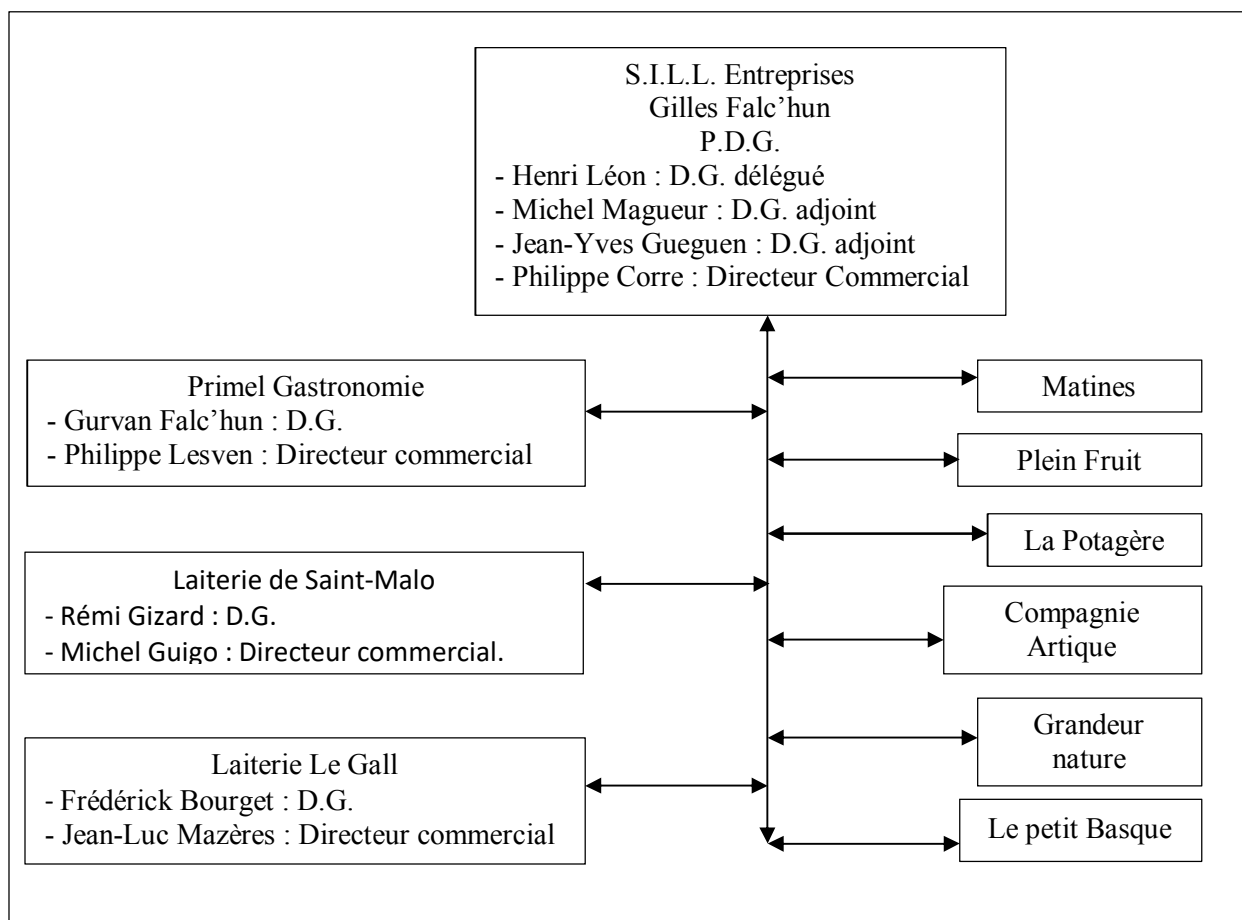 S.I.L.L. Entreprises
Gilles Falc’hun
P.D.G.
- Henri Léon : D.G. délégué
- Michel Magueur : D.G. adjoint
- Jean-Yves Gueguen : D.G. adjoint
- Philippe Corre : Directeur Commercial
Primel Gastronomie
- Gurvan Falc’hun : D.G.
- Philippe Lesven : Directeur commercial
Laiterie de Saint-Malo
- Rémi Gizard : D.G.
- Michel Guigo : Directeur commercial.
Laiterie Le Gall
- Frédérick Bourget : D.G.
- Jean-Luc Mazères : Directeur commercial
Matines
Plein Fruit
La Potagère
Compagnie
Artique
Grandeur
nature
Le petit Basque